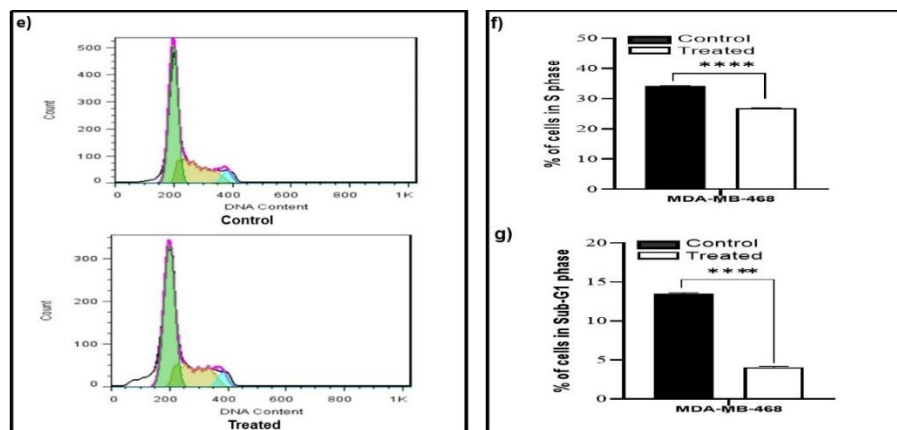 e)
500
400
300
200
100
0
Count
0 200 400 600 800 1K
DNA Content
Control
300
200
100
0
Count
0 200 400 600 800 1K
DNA Content
Treated
f)
Control
Treated
****
50
40
30
20
10
0
% of cells in S phase
MDA-MB-468
g)
Control
Treated
****
20
15
10
5
0
% of cells in Sub-G1 phase
MDA-MB-468